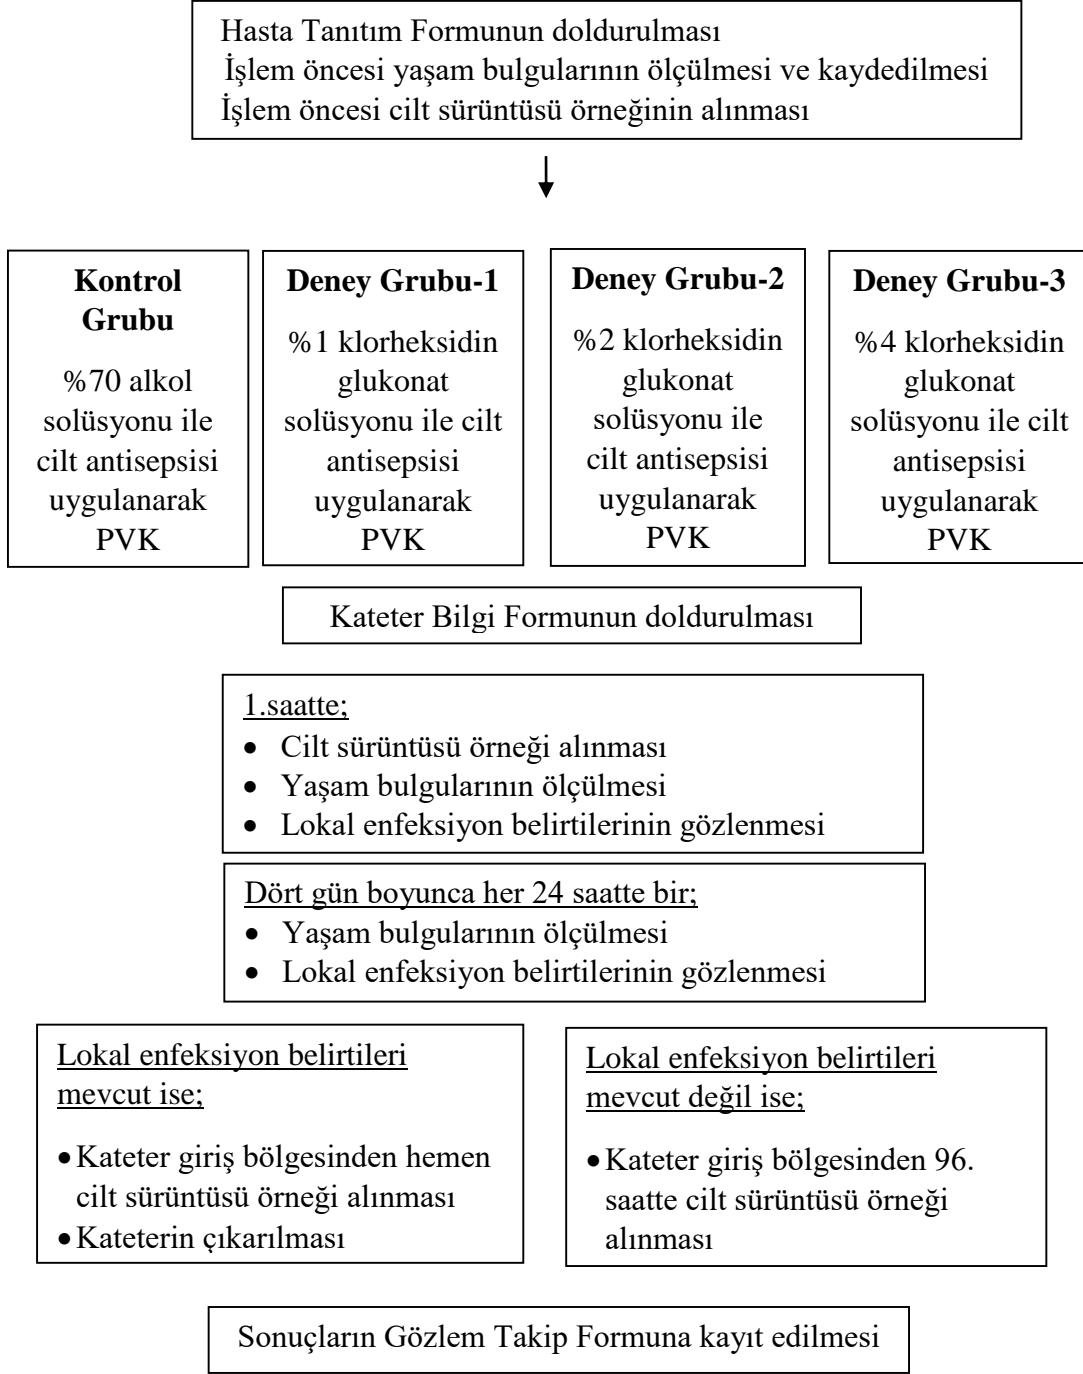 Hasta Tanıtım Formunun doldurulması
İşlem öncesi yaşam bulgularının ölçülmesi ve kaydedilmesi
İşlem öncesi cilt sürüntüsü örneğinin alınması
Kontrol
Grubu
%70 alkol
solüsyonu ile
cilt antisepsisi
uygulanarak
PVK
Deney Grubu-1
%1 klorheksidin
glukonat
solüsyonu ile cilt
antisepsisi
uygulanarak
PVK
Deney Grubu-2
%2 klorheksidin
glukonat
solüsyonu ile
cilt antisepsisi
uygulanarak
PVK
Deney Grubu-3
%4 klorheksidin
glukonat
solüsyonu ile cilt
antisepsisi
uygulanarak
PVK
Kateter Bilgi Formunun doldurulması
1.saatte;
• Cilt sürüntüsü örneği alınması
• Yaşam bulgularının ölçülmesi
• Lokal enfeksiyon belirtilerinin gözlenmesi
Dört gün boyunca her 24 saatte bir;
• Yaşam bulgularının ölçülmesi
• Lokal enfeksiyon belirtilerinin gözlenmesi
Lokal enfeksiyon belirtileri
mevcut ise;
• Kateter giriş bölgesinden hemen
cilt sürüntüsü örneği alınması
• Kateterin çıkarılması
Lokal enfeksiyon belirtileri
mevcut değil ise;
• Kateter giriş bölgesinden 96.
saatte cilt sürüntüsü örneği
alınması
Sonuçların Gözlem Takip Formuna kayıt edilmesi